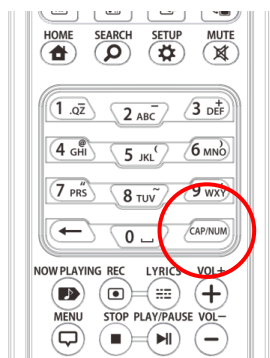 HOME SEARCH SETUP MUTE
1 .QZ 2 ABC 3 DEF
4 GHI @ 5 JKL ( 6 MNO )
7 PRS " 8 TUV ~ 9 WXY
← 0 ⎵ CAP/NUM
NOW PLAYING REC LYRICS VOL+
+
MENU STOP PLAY/PAUSE VOL−
−